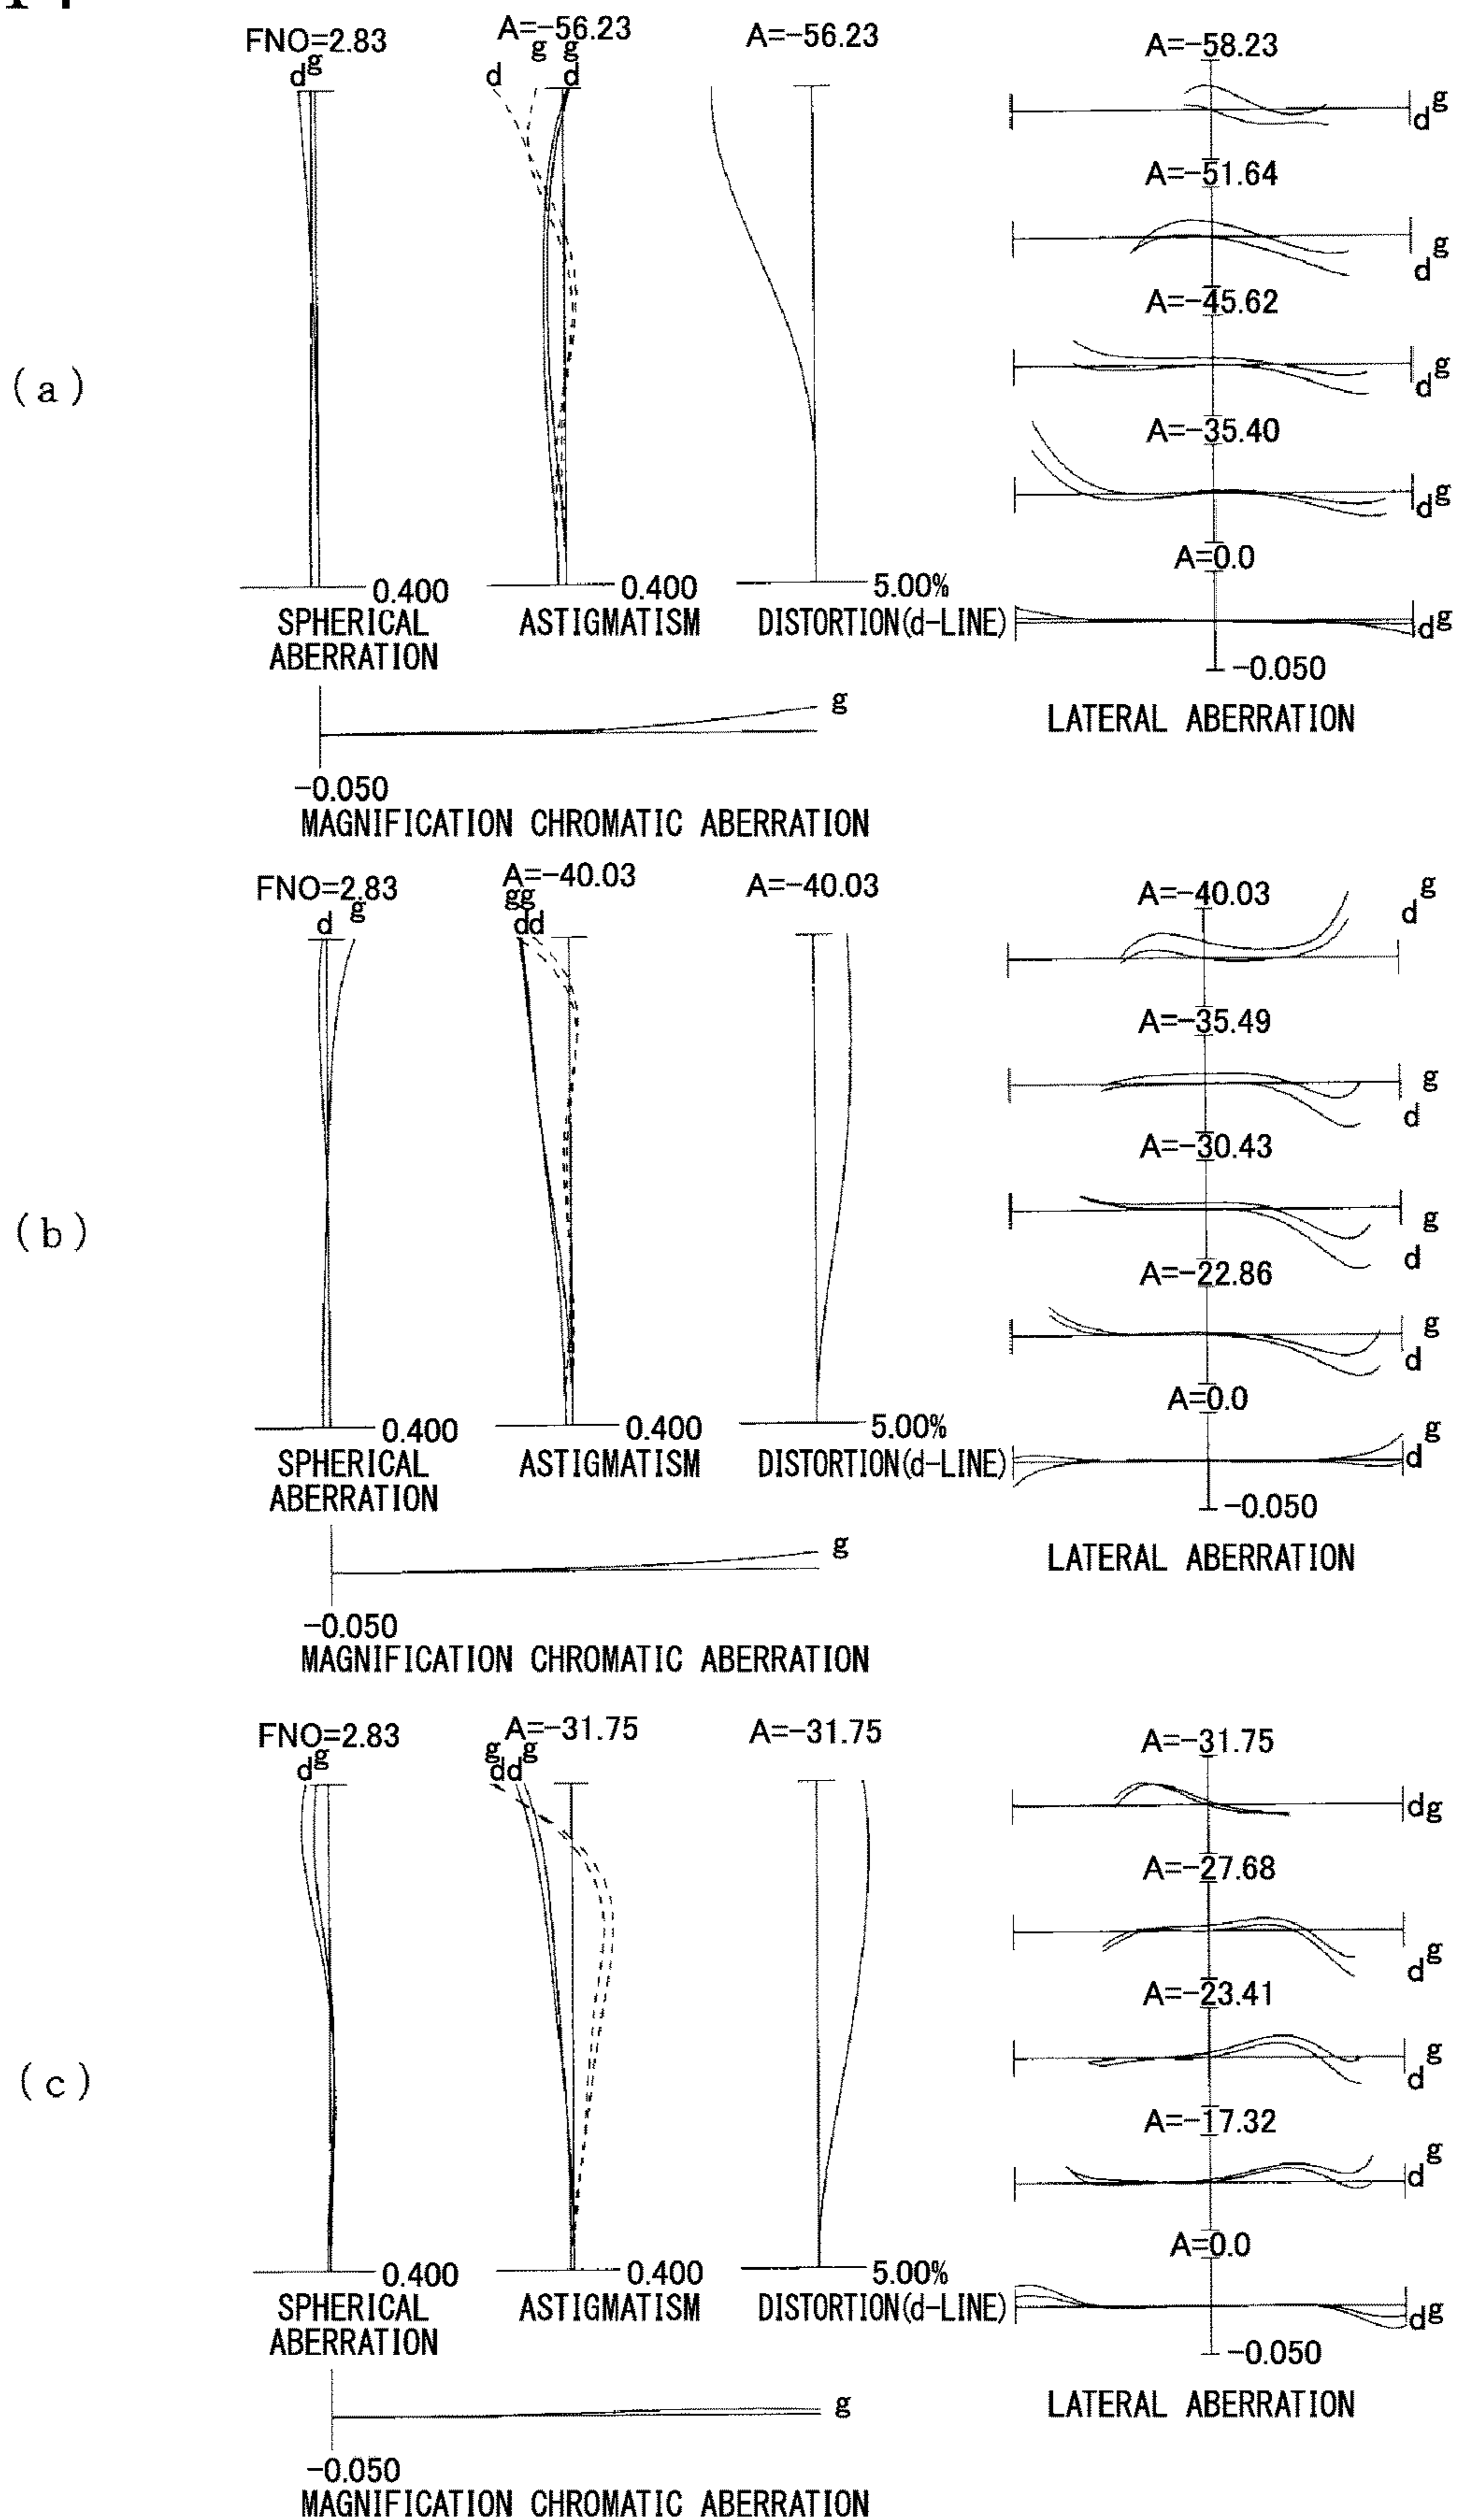 (a)
FNO=2.83
d g
A=-56.23
d g g d
A=-56.23
0.400
SPHERICAL
ABERRATION
0.400
ASTIGMATISM
5.00%
DISTORTION(d-LINE)
A=-58.23
d g
A=-51.64
d g
A=-45.62
d g
A=-35.40
d g
A=0.0
d g
-0.050
LATERAL ABERRATION
g
-0.050
MAGNIFICATION CHROMATIC ABERRATION
(b)
FNO=2.83
d g
A=-40.03
g g
d d
A=-40.03
0.400
SPHERICAL
ABERRATION
0.400
ASTIGMATISM
5.00%
DISTORTION(d-LINE)
A=-40.03
d g
A=-35.49
g
d
A=-30.43
g
d
A=-22.86
g
d
A=0.0
d g
-0.050
LATERAL ABERRATION
g
-0.050
MAGNIFICATION CHROMATIC ABERRATION
(c)
FNO=2.83
d g
A=-31.75
g d d g
A=-31.75
0.400
SPHERICAL
ABERRATION
0.400
ASTIGMATISM
5.00%
DISTORTION(d-LINE)
A=-31.75
d g
A=-27.68
d g
A=-23.41
d g
A=-17.32
d g
A=0.0
d g
-0.050
LATERAL ABERRATION
g
-0.050
MAGNIFICATION CHROMATIC ABERRATION